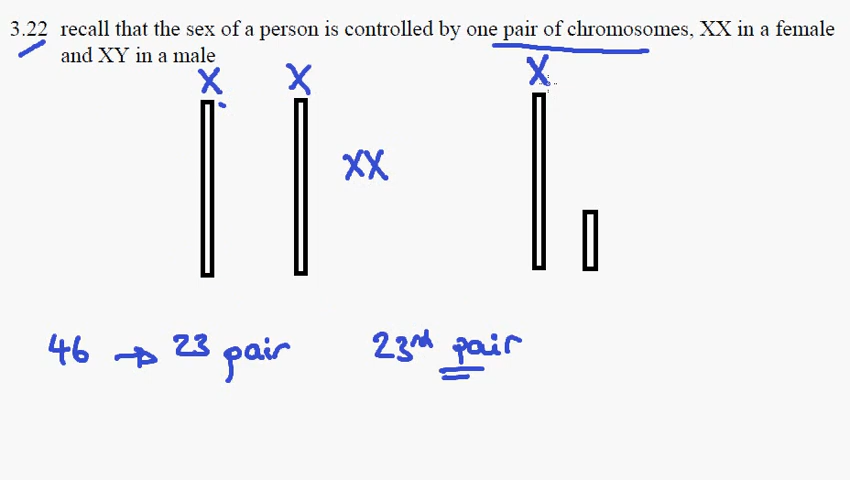 3.22 recall that the sex of a person is controlled by one pair of chromosomes, XX in a female
and XY in a male
X X X
XX
46 → 23 pair 23rd pair